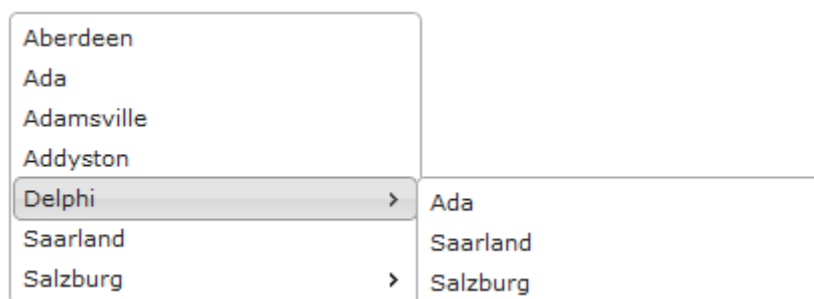 Aberdeen
Ada
Adamsville
Addyston
Delphi
Saarland
Salzburg
Ada
Saarland
Salzburg